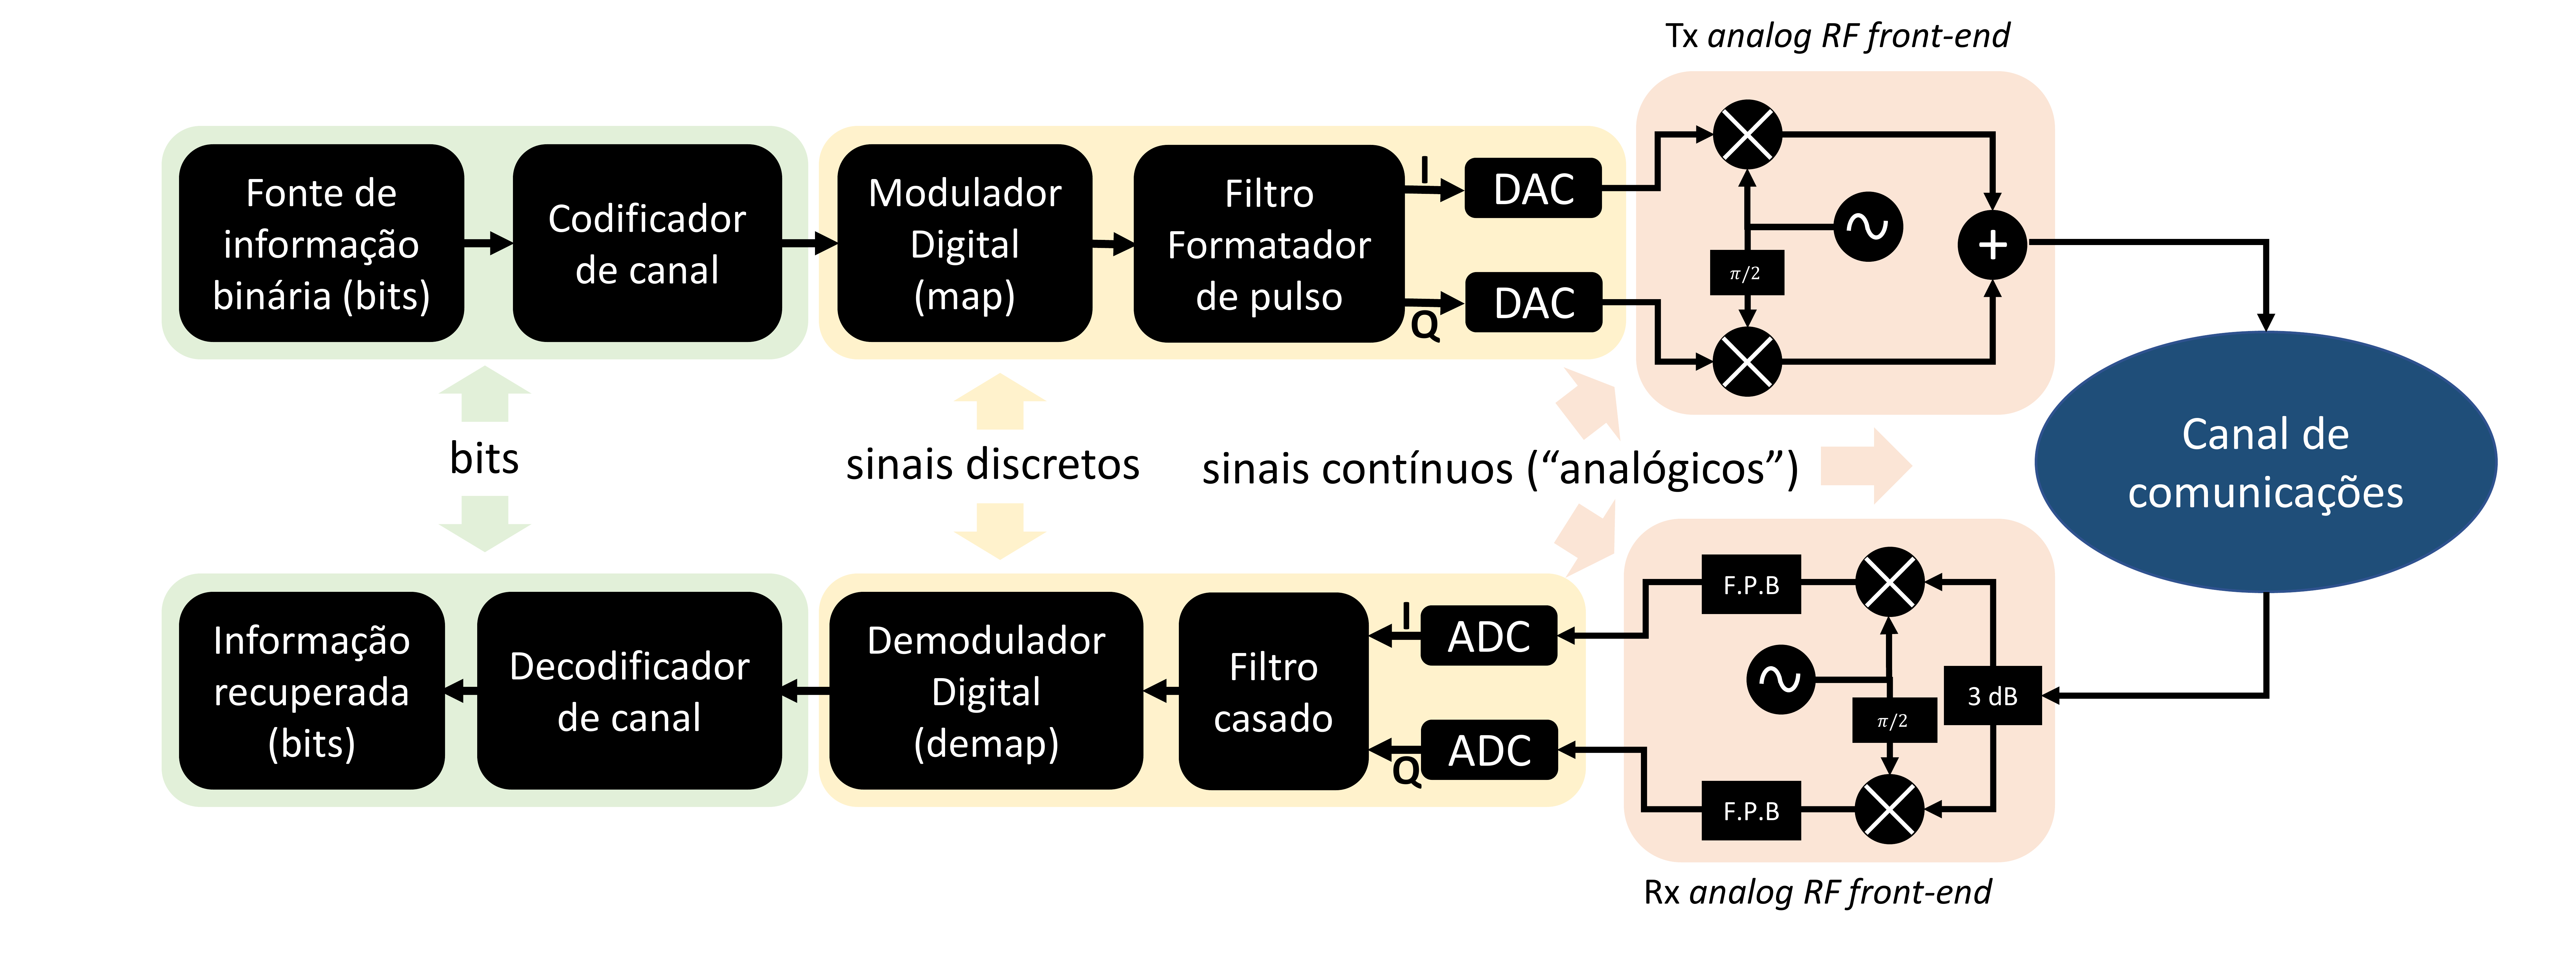 Tx analog RF front-end
Fonte de
informação
binária (bits)
Codificador
de canal
Modulador
Digital
(map)
Filtro
Formatador
de pulso
I
Q
DAC
DAC
π/2
+
Canal de
comunicações
bits
sinais discretos
sinais contínuos (“analógicos”)
Informação
recuperada
(bits)
Decodificador
de canal
Demodulador
Digital
(demap)
Filtro
casado
I
Q
ADC
ADC
F.P.B
F.P.B
π/2
3 dB
Rx analog RF front-end